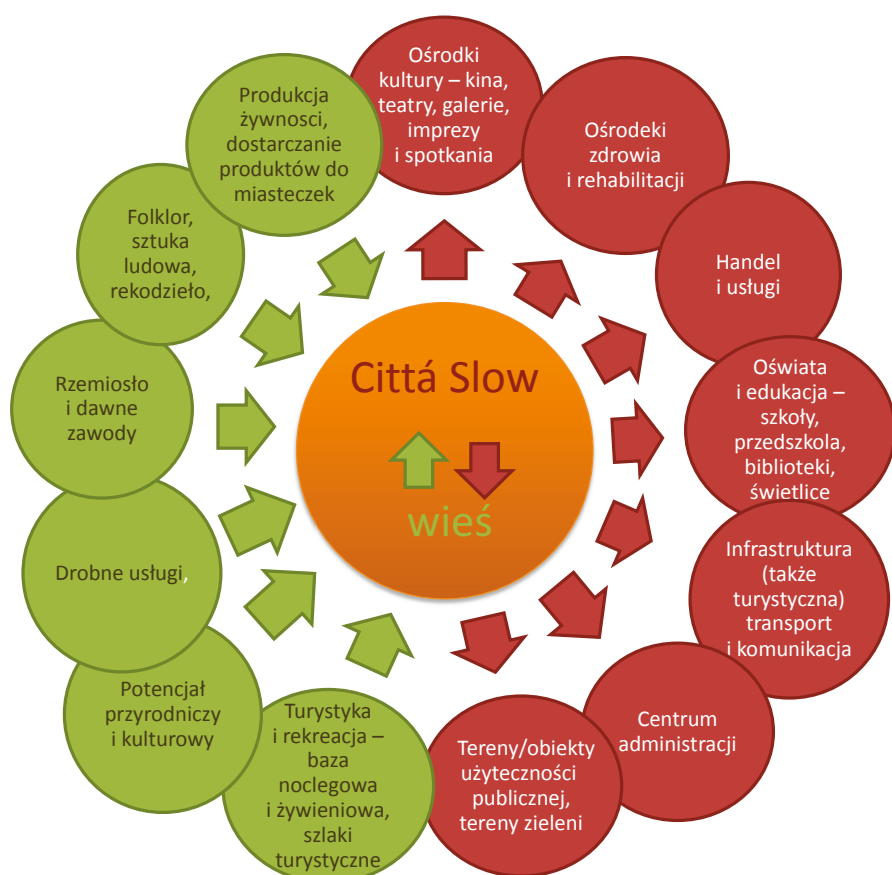 Ośrodki
kultury – kina,
teatry, galerie,
imprezy
i spotkania
Ośrodeki
zdrowia
i rehabilitacji
Handel
i usługi
Oświata
i edukacja –
szkoły,
przedszkola,
biblioteki,
świetlice
Infrastruktura
(także
turystyczna)
transport
i komunikacja
Centrum
administracji
Tereny/obiekty
użyteczności
publicznej,
tereny zieleni
Turystyka
i rekreacja –
baza
noclegowa
i żywieniowa,
szlaki
turystyczne
Potencjał
przyrodniczy
i kulturowy
Drobne usługi,
Rzemiosło
i dawne
zawody
Folklor,
sztuka
ludowa,
rekodzieło,
Produkcja
żywnosci,
dostarczanie
produktów do
miasteczek
Cittá Slow
wieś